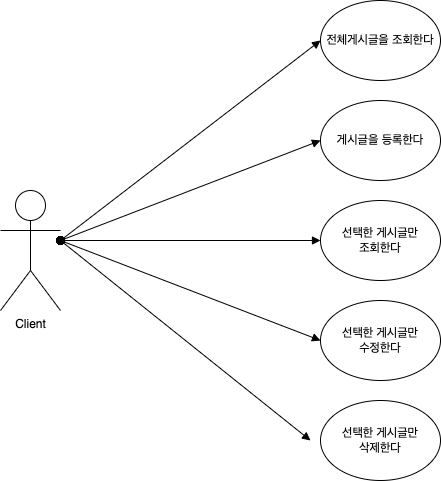 전체게시글을 조회한다
게시글을 등록한다
선택한 게시글만
조회한다
Client
선택한 게시글만
수정한다
선택한 게시글만
삭제한다